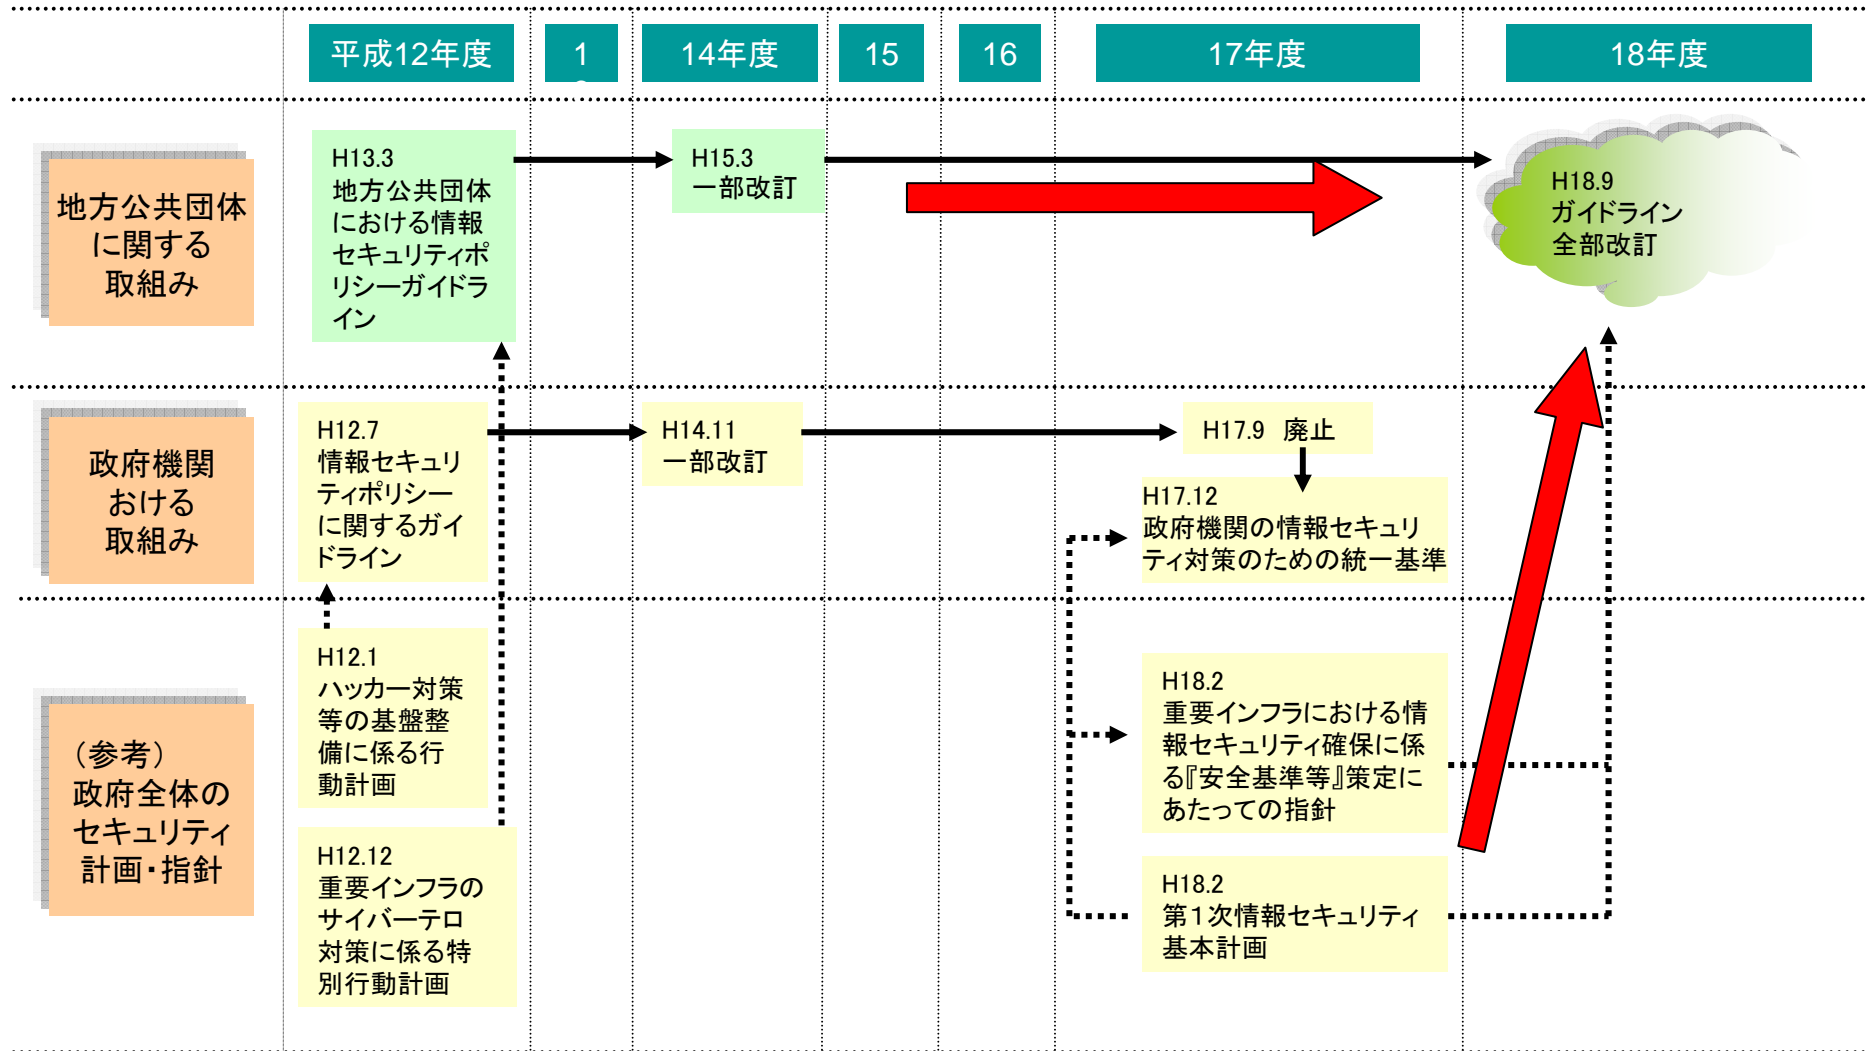 平成12年度
1
14年度
15
16
17年度
18年度
地方公共団体
に関する
取組み
H13.3
地方公共団体
における情報
セキュリティポ
リシーガイドラ
イン
H15.3
一部改訂
H18.9
ガイドライン
全部改訂
政府機関
おける
取組み
H12.7
情報セキュリ
ティポリシー
に関するガイ
ドライン
H14.11
一部改訂
H17.9 廃止
H17.12
政府機関の情報セキュリ
ティ対策のための統一基準
(参考)
政府全体の
セキュリティ
計画・指針
H12.1
ハッカー対策
等の基盤整
備に係る行
動計画
H12.12
重要インフラの
サイバーテロ
対策に係る特
別行動計画
H18.2
重要インフラにおける情
報セキュリティ確保に係
る『安全基準等』策定に
あたっての指針
H18.2
第1次情報セキュリティ
基本計画